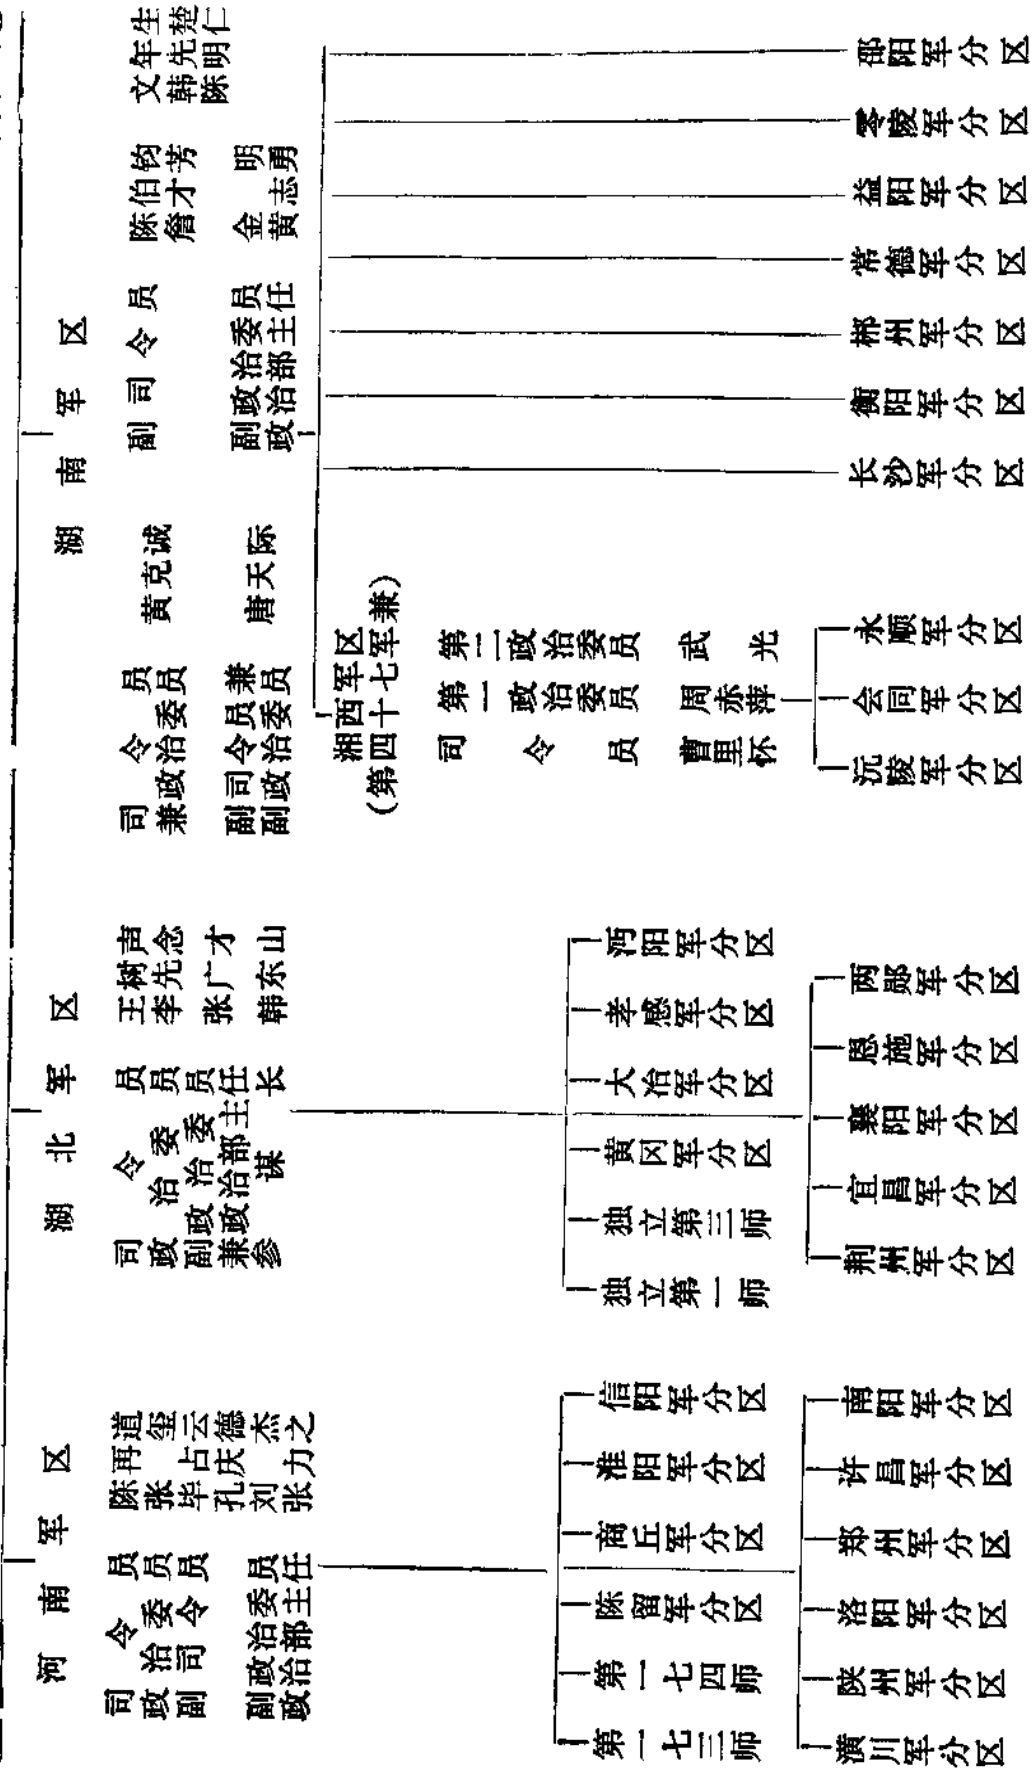 河南军区
司令员 陈再道
政治委员 张玺
副司令员 毕占云
孔庆德
副政治委员 刘杰
政治部主任 张力之
第一七三师
第一七四师
陈留军分区
商丘军分区
淮阳军分区
信阳军分区
潢川军分区
陕州军分区
洛阳军分区
郑州军分区
许昌军分区
南阳军分区
湖北军区
司令员 王树声
政治委员 李先念
副政治委员 张广才
兼政治部主任
参谋长 韩东山
独立第一师
独立第三师
黄冈军分区
大冶军分区
孝感军分区
沔阳军分区
荆州军分区
宜昌军分区
襄阳军分区
恩施军分区
两郧军分区
湖南军区
司令员
兼政治委员 黄克诚
副司令员兼
副政治委员 唐天际
副司令员 陈伯钧 文年生
詹才芳 韩先楚
陈明仁
副政治委员 金明
政治部主任 黄志勇
湘西军区
（第四十七军兼）
司令员 曹里怀
第一政治委员 周赤萍
第二政治委员 武光
沅陵军分区
会同军分区
永顺军分区
长沙军分区
衡阳军分区
郴州军分区
常德军分区
益阳军分区
零陵军分区
邵阳军分区